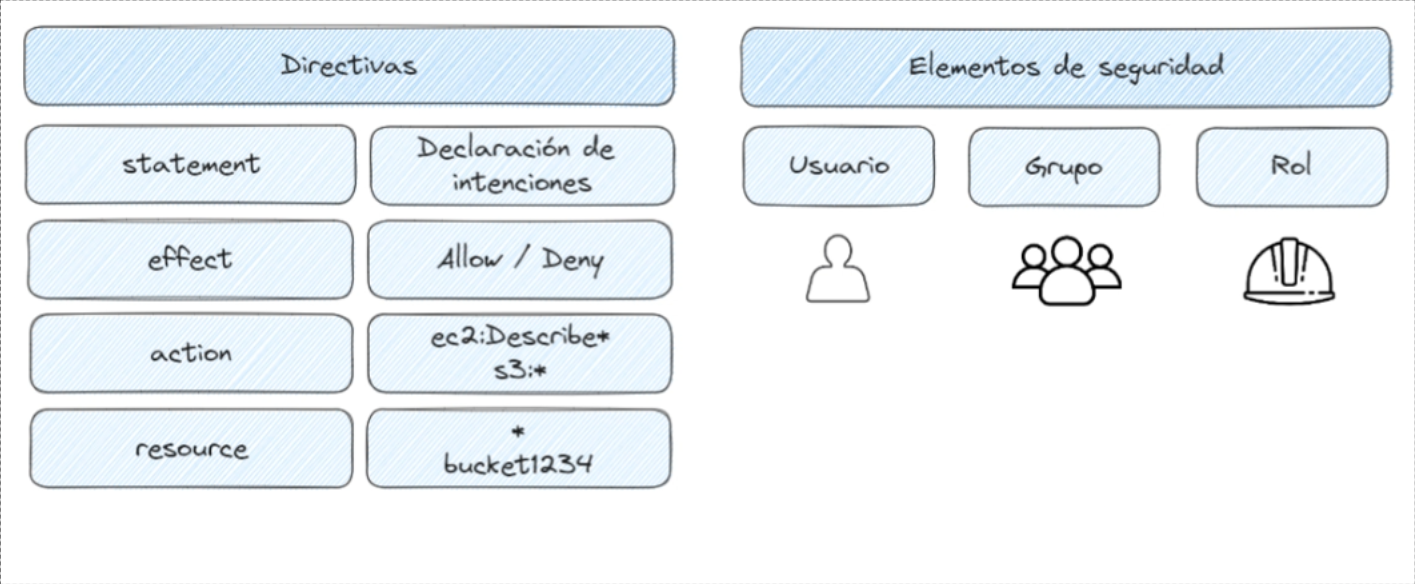 Directivas
statement
Declaración de
intenciones
effect
Allow / Deny
action
ec2:Describe*
s3:*
resource
*
bucket1234
Elementos de seguridad
Usuario
Grupo
Rol